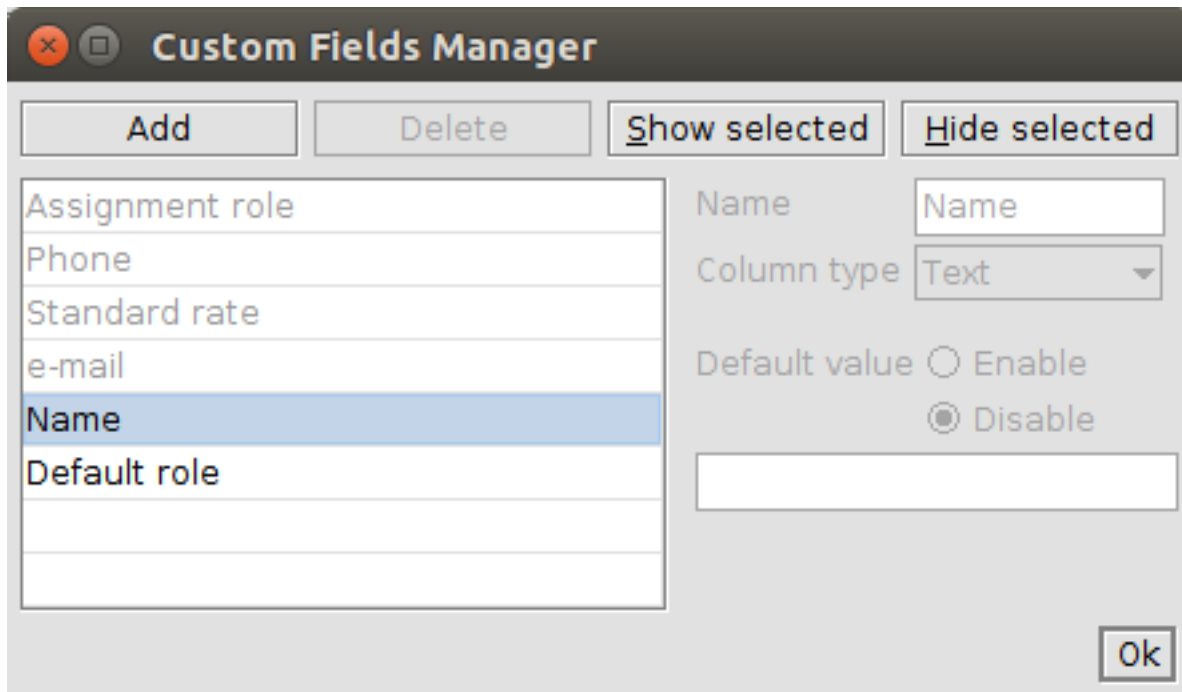 Custom Fields Manager
Add Delete Show selected Hide selected
Assignment role
Phone
Standard rate
e-mail
Name
Default role
Name Name
Column type Text
Default value Enable
Disable
Ok